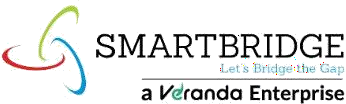 SMARTBRIDGE
Let's Bridge the Gap
a Veranda Enterprise